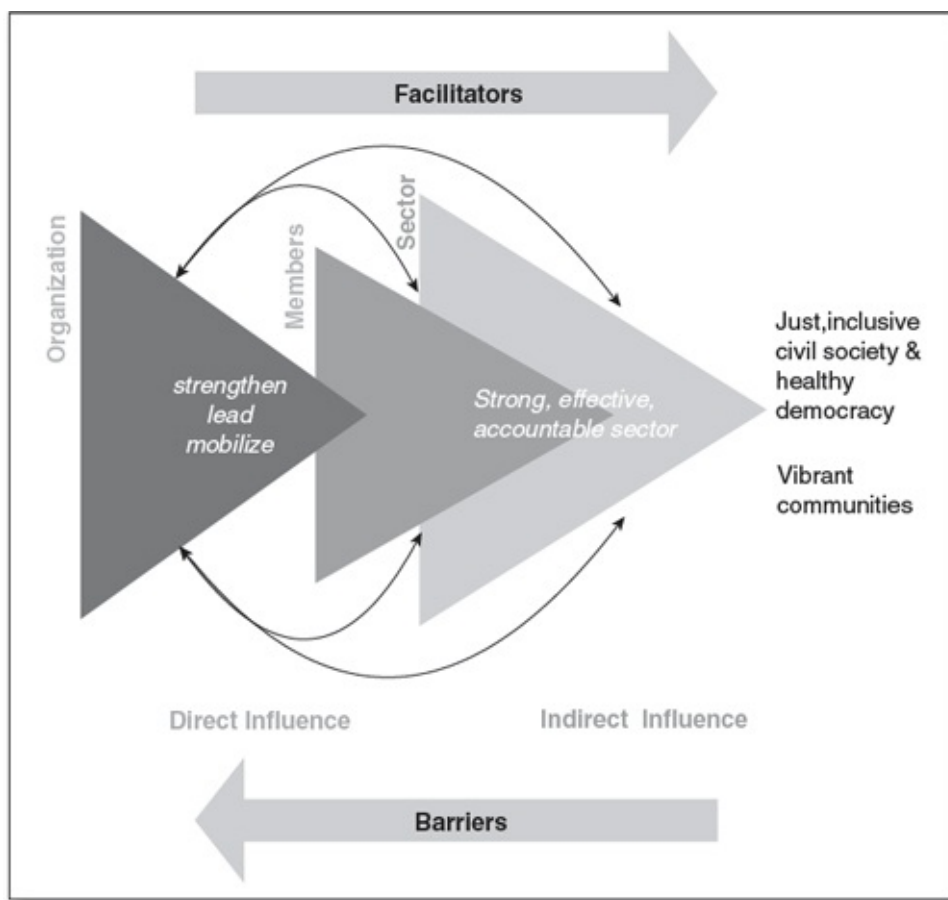 Facilitators
Organization
Members
Sector
strengthen
lead
mobilize
Strong, effective,
accountable sector
Just,inclusive
civil society &
healthy
democracy
Vibrant
communities
Direct Influence
Indirect Influence
Barriers